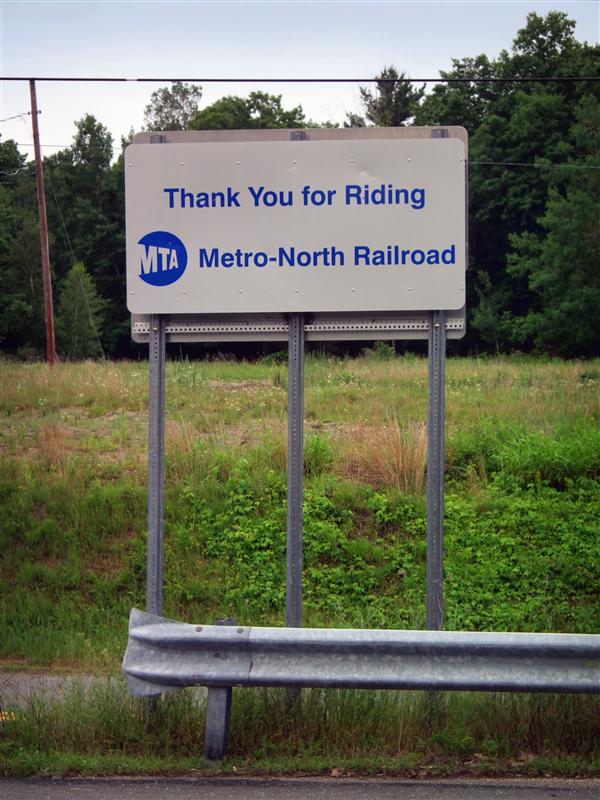 Thank You for Riding
MTA Metro-North Railroad